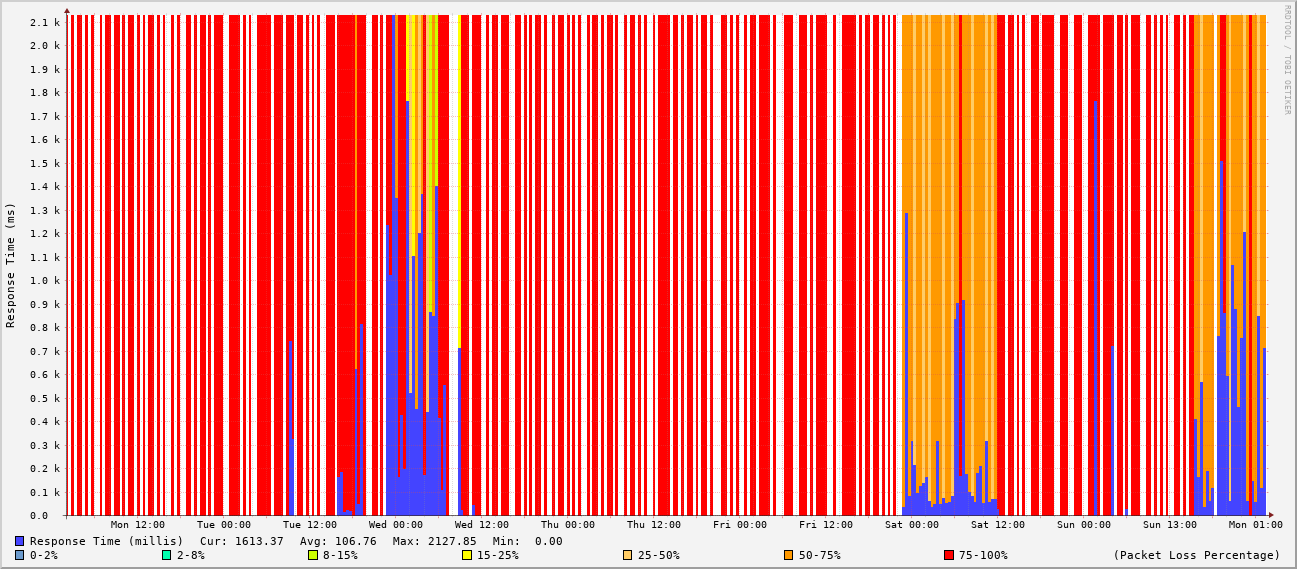 RRDTOOL / TOBI OETIKER
Response Time (ms)
2.1 k
2.0 k
1.9 k
1.8 k
1.7 k
1.6 k
1.5 k
1.4 k
1.3 k
1.2 k
1.1 k
1.0 k
0.9 k
0.8 k
0.7 k
0.6 k
0.5 k
0.4 k
0.3 k
0.2 k
0.1 k
0.0
Mon 12:00 Tue 00:00 Tue 12:00 Wed 00:00 Wed 12:00 Thu 00:00 Thu 12:00 Fri 00:00 Fri 12:00 Sat 00:00 Sat 12:00 Sun 00:00 Sun 13:00 Mon 01:00
Response Time (millis) Cur: 1613.37 Avg: 106.76 Max: 2127.85 Min: 0.00
0-2% 2-8% 8-15% 15-25% 25-50% 50-75% 75-100% (Packet Loss Percentage)